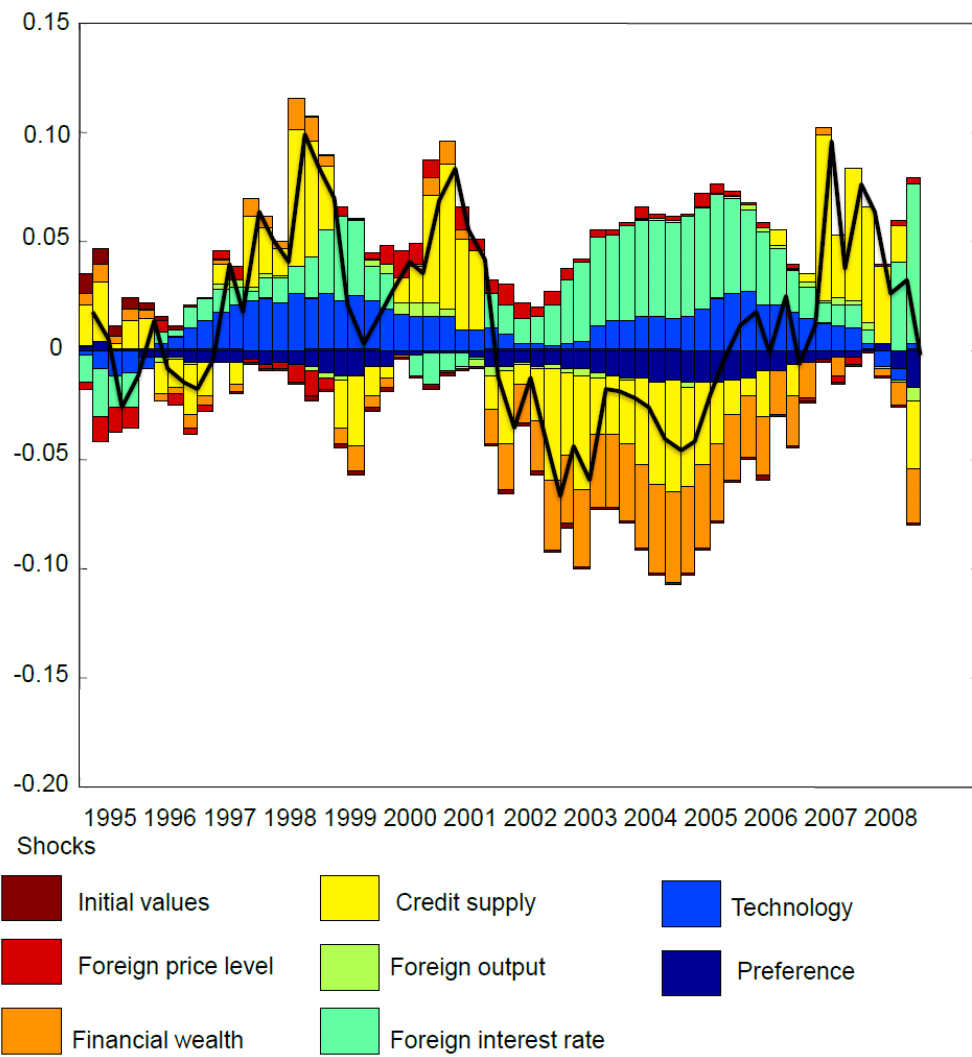 0.15
0.10
0.05
0
-0.05
-0.10
-0.15
-0.20
1995 1996 1997 1998 1999 2000 2001 2002 2003 2004 2005 2006 2007 2008
Shocks
Initial values Credit supply Technology
Foreign price level Foreign output Preference
Financial wealth Foreign interest rate